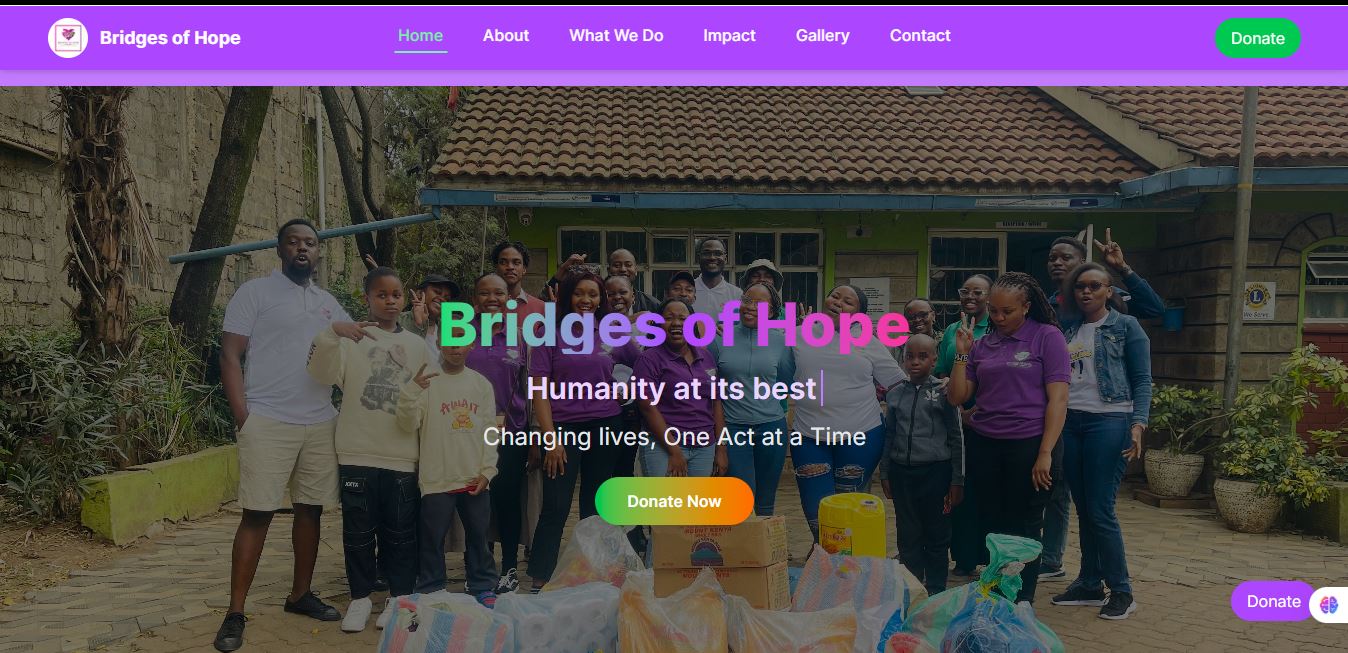 Bridges of Hope
Home
About
What We Do
Impact
Gallery
Contact
Donate
Bridges of Hope
Humanity at its best
Changing lives, One Act at a Time
Donate Now
Donate